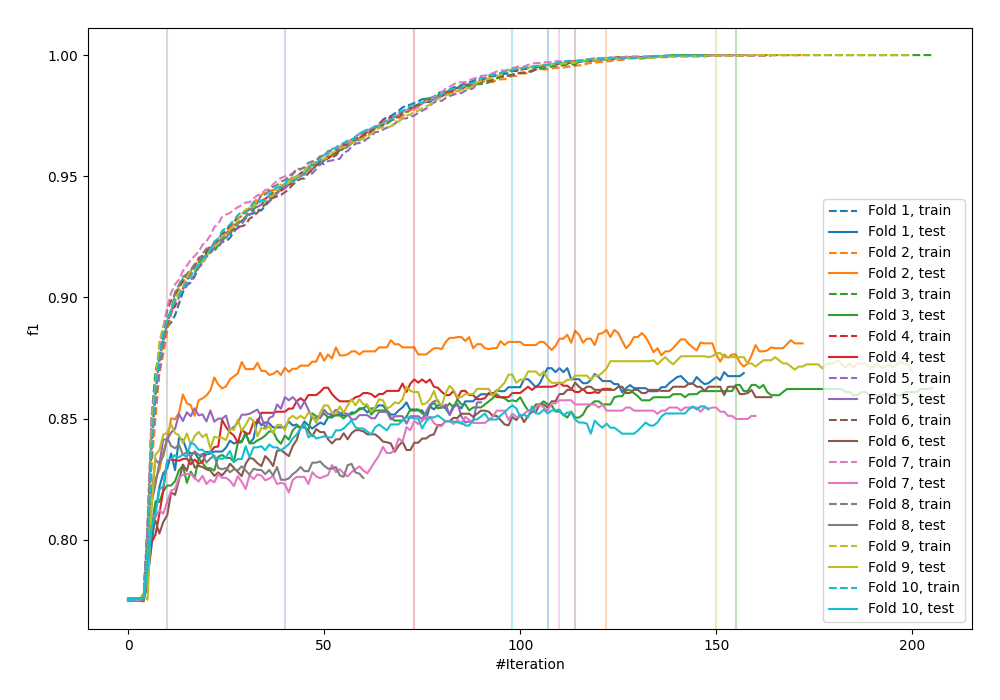 1.00
0.95
0.90
0.85
0.80
f1
0
50
100
150
200
#Iteration
Fold 1, train
Fold 1, test
Fold 2, train
Fold 2, test
Fold 3, train
Fold 3, test
Fold 4, train
Fold 4, test
Fold 5, train
Fold 5, test
Fold 6, train
Fold 6, test
Fold 7, train
Fold 7, test
Fold 8, train
Fold 8, test
Fold 9, train
Fold 9, test
Fold 10, train
Fold 10, test